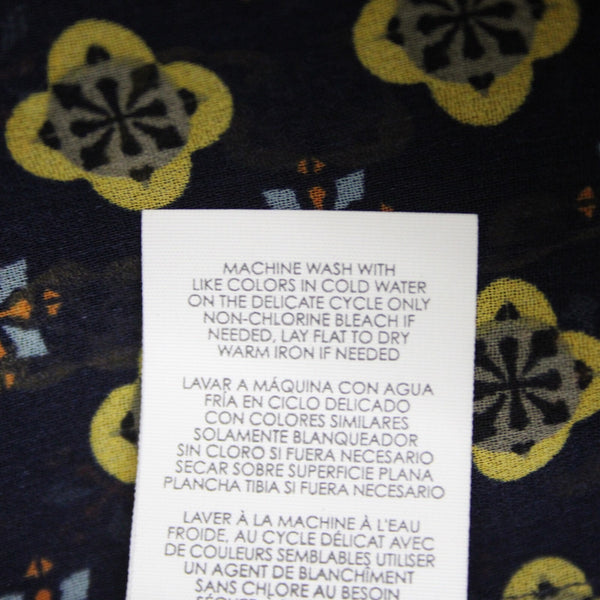 MACHINE WASH WITH
LIKE COLORS IN COLD WATER
ON THE DELICATE CYCLE ONLY
NON-CHLORINE BLEACH IF
NEEDED, LAY FLAT TO DRY
WARM IRON IF NEEDED
LAVAR A MÁQUINA CON AGUA
FRÍA EN CICLO DELICADO
CON COLORES SIMILARES
SOLAMENTE BLANQUEADOR
SIN CLORO SI FUERA NECESARIO
SECAR SOBRE SUPERFICIE PLANA
PLANCHA TIBIA SI FUERA NECESARIO
LAVER À LA MACHINE À L'EAU
FROIDE, AU CYCLE DÉLICAT AVEC
DE COULEURS SEMBLABLES UTILISER
UN AGENT DE BLANCHÎMENT
SANS CHLORE AU BESOIN